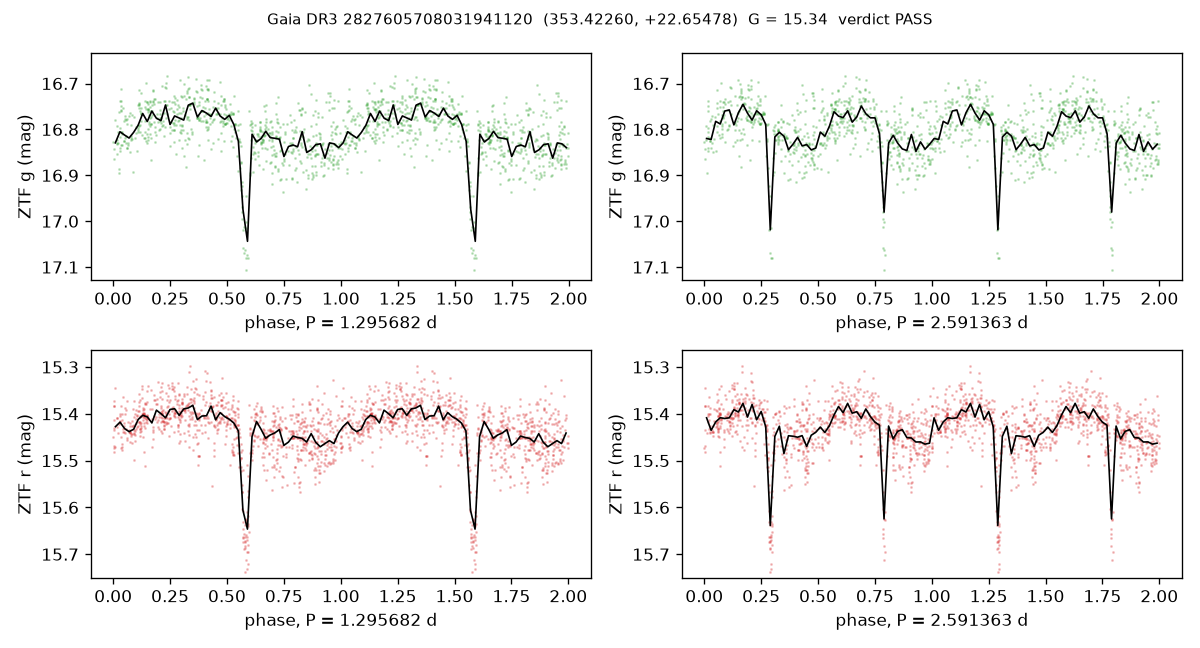 Gaia DR3 2827605708031941120 (353.42260, +22.65478) G = 15.34 verdict PASS
ZTF g (mag)
16.7
16.8
16.9
17.0
17.1
0.00 0.25 0.50 0.75 1.00 1.25 1.50 1.75 2.00
phase, P = 1.295682 d
ZTF g (mag)
16.7
16.8
16.9
17.0
17.1
0.00 0.25 0.50 0.75 1.00 1.25 1.50 1.75 2.00
phase, P = 2.591363 d
ZTF r (mag)
15.3
15.4
15.5
15.6
15.7
0.00 0.25 0.50 0.75 1.00 1.25 1.50 1.75 2.00
phase, P = 1.295682 d
ZTF r (mag)
15.3
15.4
15.5
15.6
15.7
0.00 0.25 0.50 0.75 1.00 1.25 1.50 1.75 2.00
phase, P = 2.591363 d